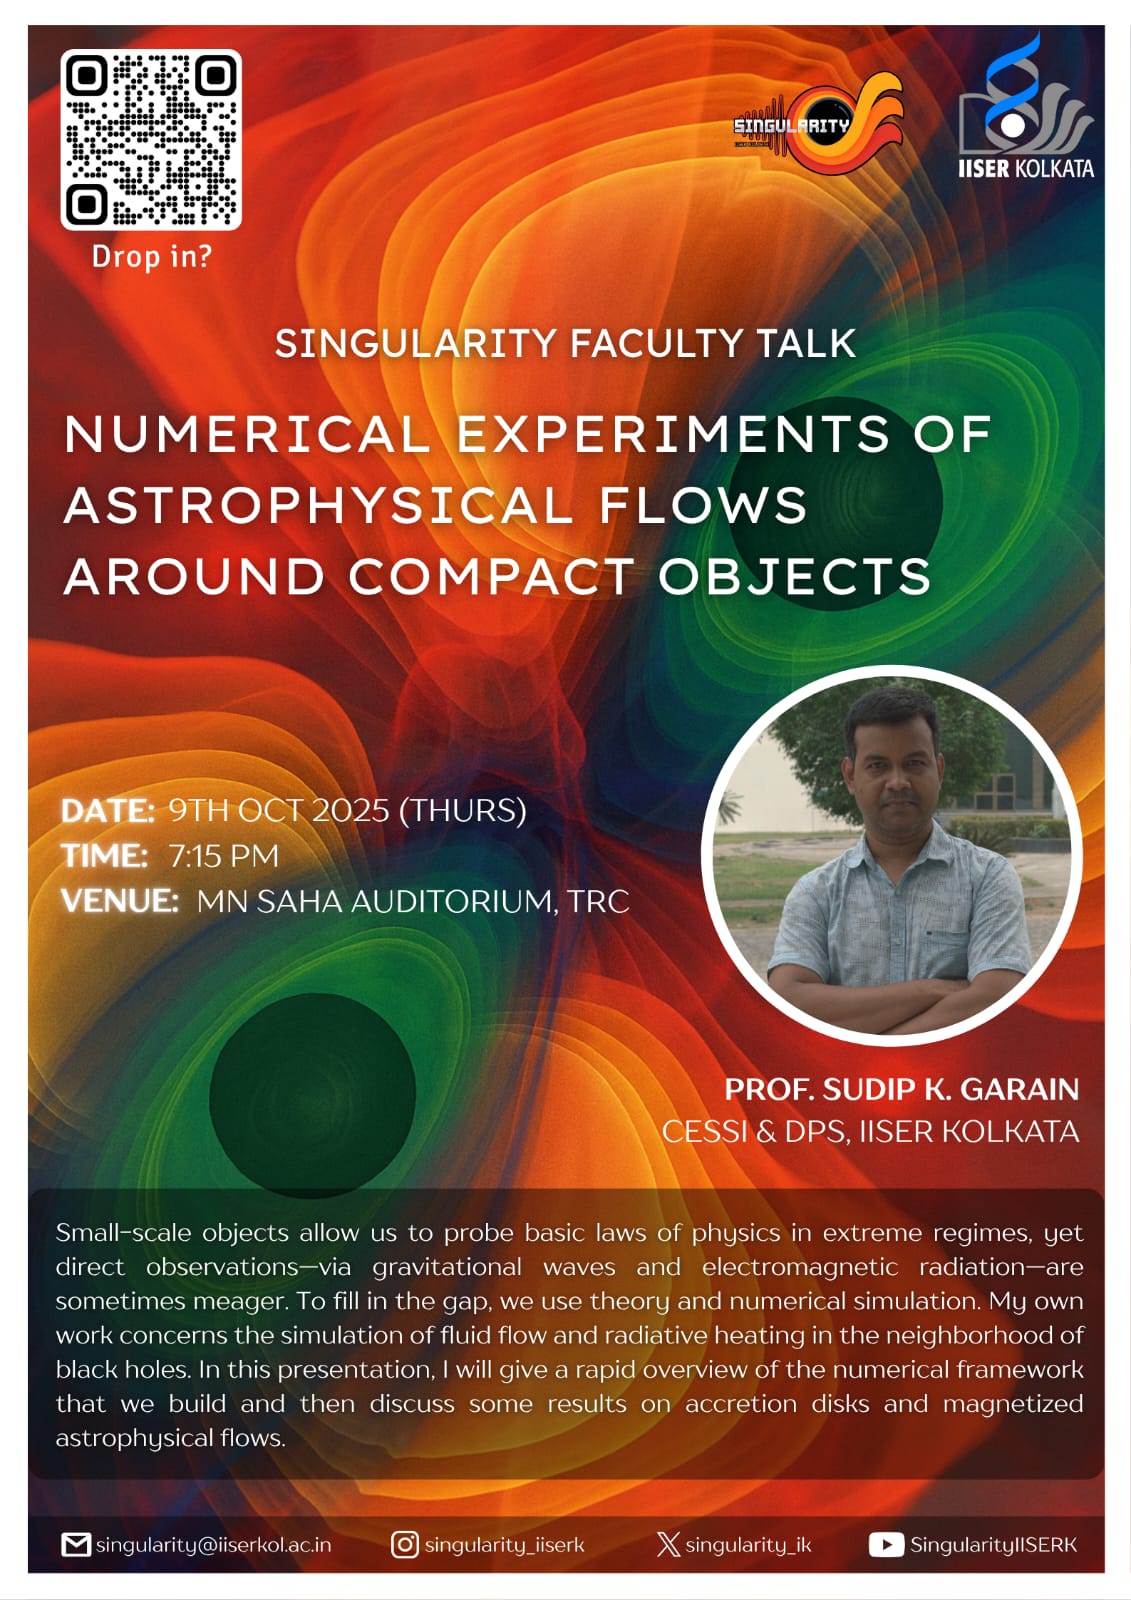 Drop in?
SINGULARITY
IISER KOLKATA
SINGULARITY FACULTY TALK
NUMERICAL EXPERIMENTS OF
ASTROPHYSICAL FLOWS
AROUND COMPACT OBJECTS
DATE: 9TH OCT 2025 (THURS)
TIME: 7:15 PM
VENUE: MN SAHA AUDITORIUM, TRC
PROF. SUDIP K. GARAIN
CESSI & DPS, IISER KOLKATA
Small-scale objects allow us to probe basic laws of physics in extreme regimes, yet
direct observations—via gravitational waves and electromagnetic radiation—are
sometimes meager. To fill in the gap, we use theory and numerical simulation. My own
work concerns the simulation of fluid flow and radiative heating in the neighborhood of
black holes. In this presentation, I will give a rapid overview of the numerical framework
that we build and then discuss some results on accretion disks and magnetized
astrophysical flows.
singularity@iiserkol.ac.in
singularity_iiserk
singularity_ik
SingularityIISERK